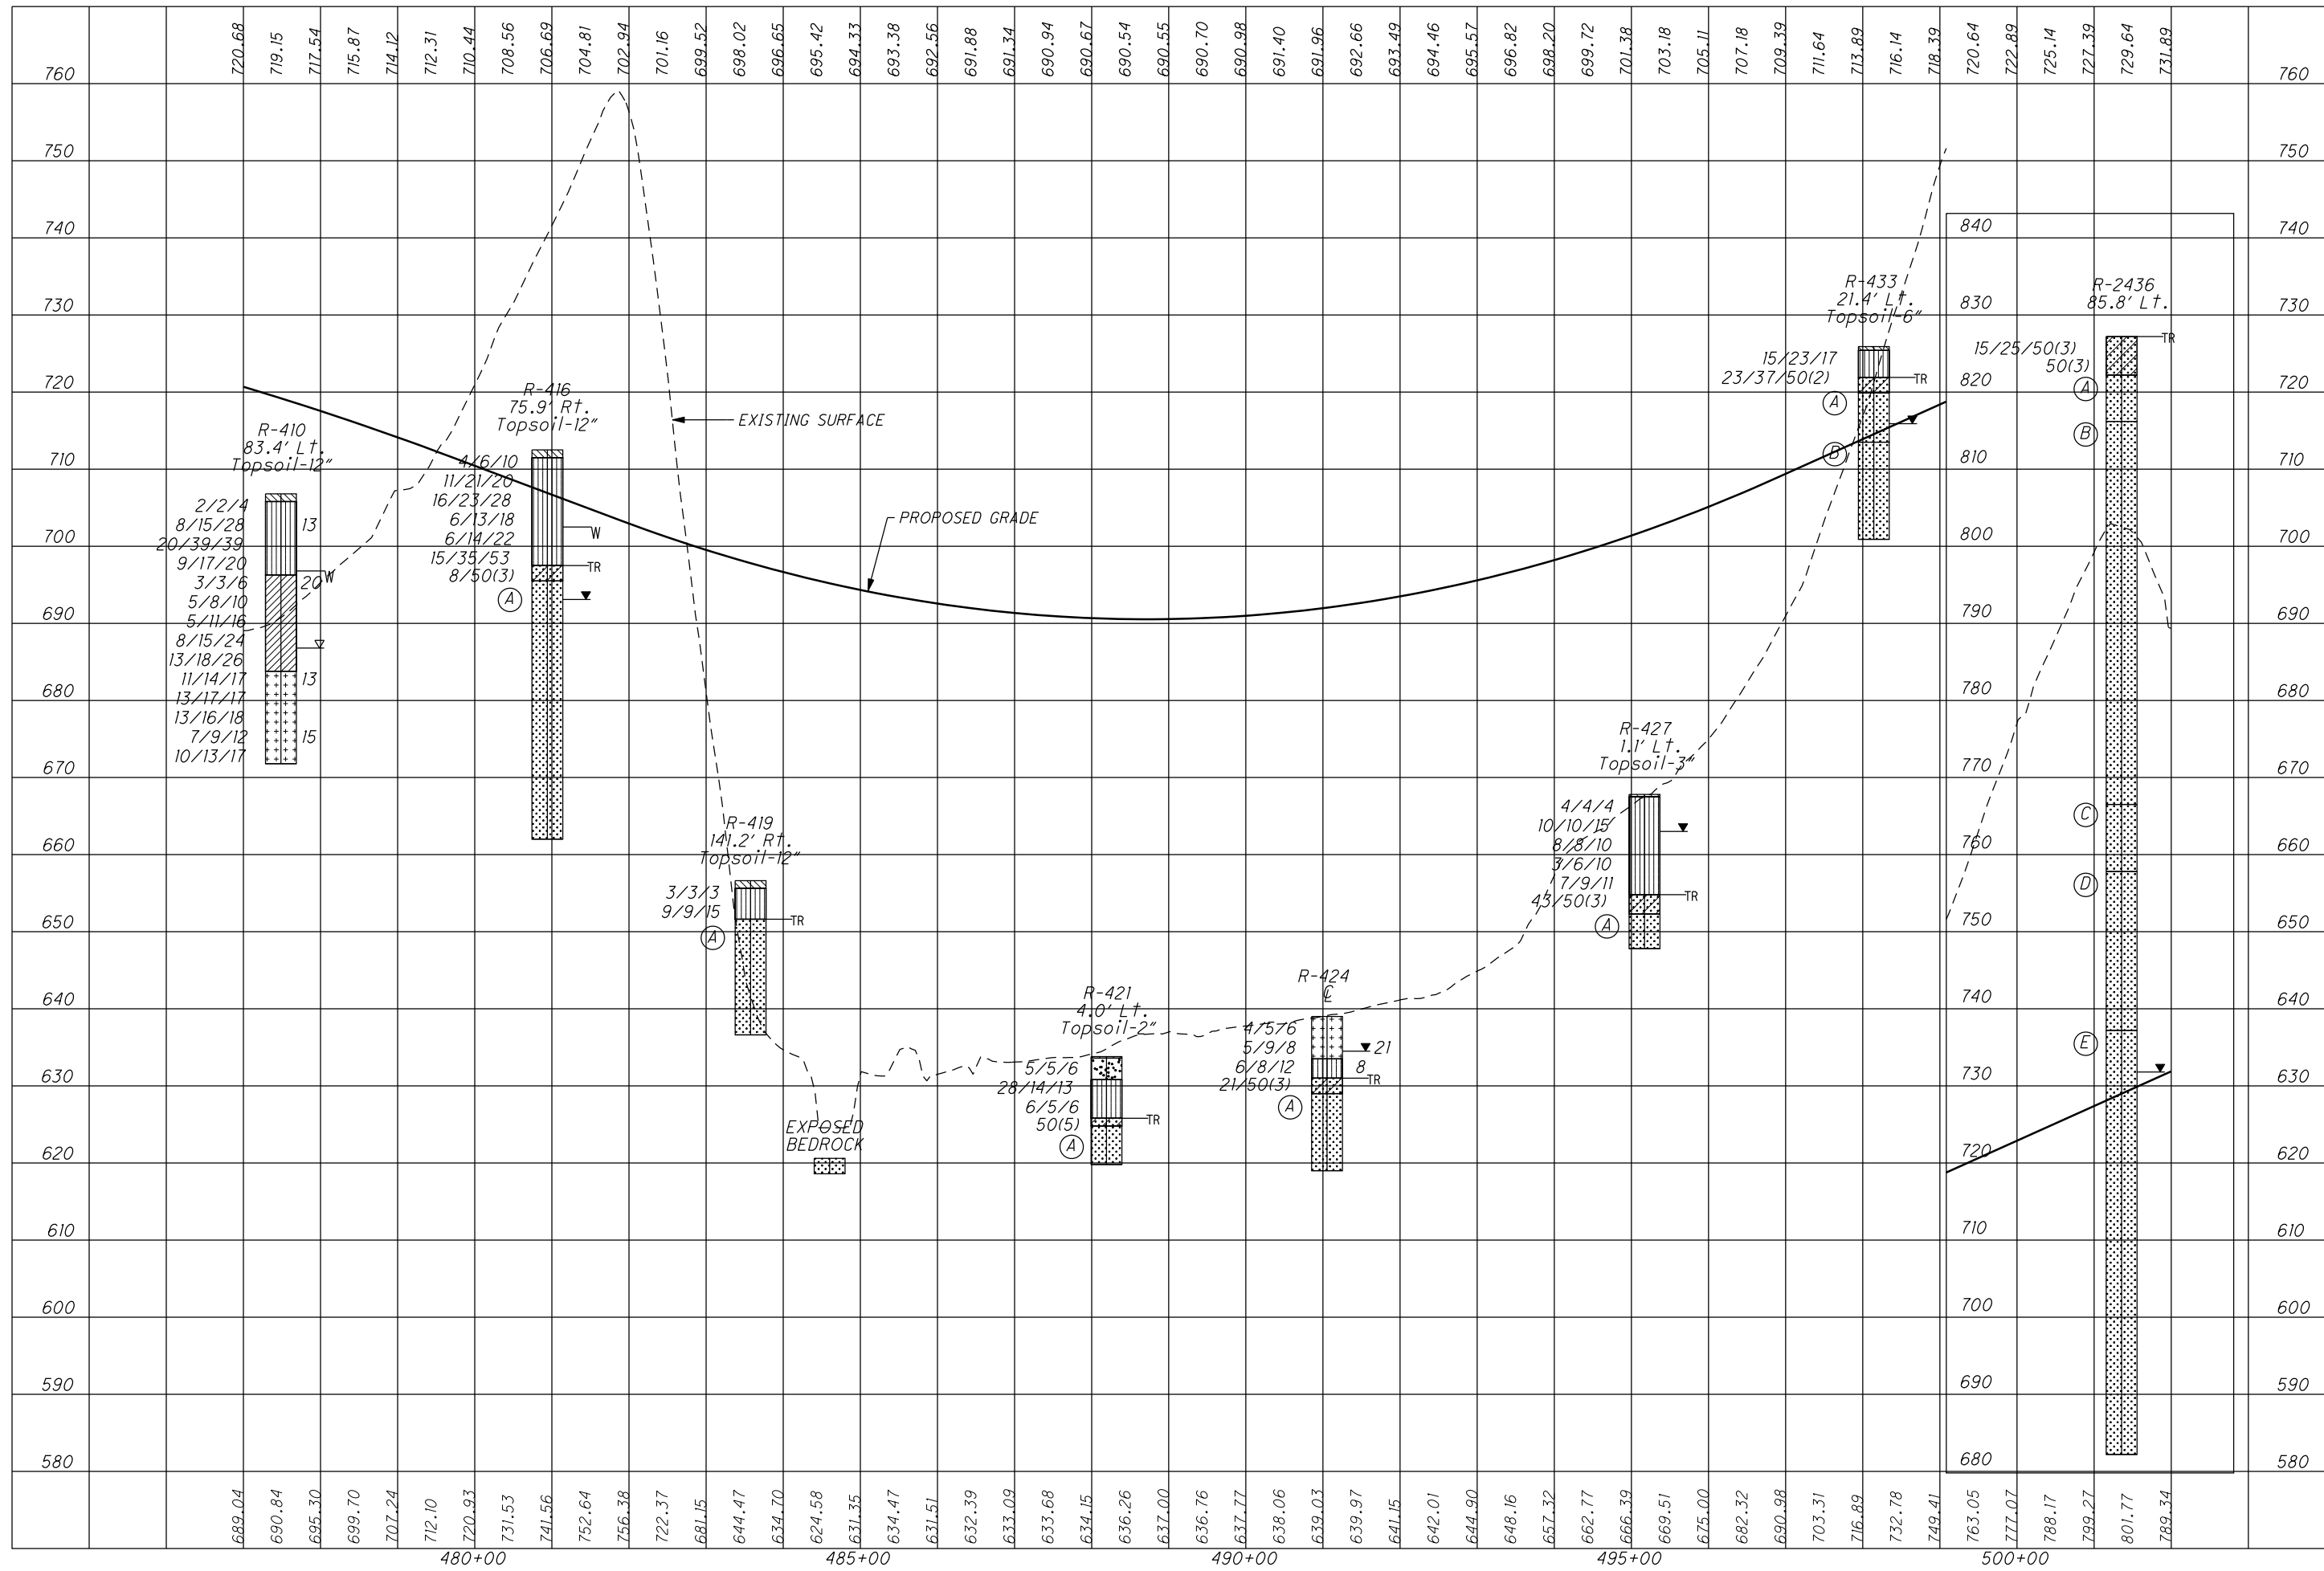 720.68 719.15 717.54 715.87 714.12 712.31 710.44 708.56 706.69 704.81 702.94 701.16 699.52 698.02 696.65 695.42 694.33 693.38 692.56 691.88 691.34 690.94 690.67 690.54 690.55 690.70 690.98 691.40 691.96 692.66 693.49 694.46 695.57 696.82 698.20 699.72 701.38 703.18 705.11 707.18 709.39 711.64 713.89 716.14 718.39 720.64 722.89 725.14 727.39 729.64 731.89
760 760
750 750
740 840 740
730 830 730
720 820 720
710 810 710
700 800 700
690 790 690
680 780 680
670 770 670
660 760 660
650 750 650
640 740 640
630 730 630
620 720 620
610 710 610
600 700 600
590 690 590
580 680 580
R-410
83.4' Lt.
Topsoil-12"
2/2/4
8/15/28 13
20/39/39
9/17/20
W
3/3/6 20
5/8/10
5/11/16
8/15/24
13/18/26
11/14/17 13
13/17/17
13/16/18
7/9/12 15
10/13/17
R-416
75.9' Rt.
Topsoil-12"
4/6/10
11/21/20
16/23/28
6/13/18
W
6/14/22
15/35/53
TR
8/50(3)
A
EXISTING SURFACE
PROPOSED GRADE
R-419
141.2' Rt.
Topsoil-12"
3/3/3
9/9/15
TR
A
EXPOSED
BEDROCK
R-421
4.0' Lt.
Topsoil-2"
5/5/6
28/14/13
6/5/6
TR
50(5)
A
R-424
℄
4/5/6
5/9/8 21
6/8/12 8
TR
21/50(3)
A
R-427
1.1' Lt.
Topsoil-3"
4/4/4
10/10/15
8/8/10
3/6/10
7/9/11
TR
43/50(3)
A
R-433
21.4' Lt.
Topsoil-6"
15/23/17
23/37/50(2) TR
A
B
R-2436
85.8' Lt.
TR
15/25/50(3)
50(3)
A
B
C
D
E
689.04 690.84 695.30 699.70 707.24 712.10 720.93 731.53 741.56 752.64 756.38 722.37 681.15 644.47 634.70 624.58 631.35 634.47 631.51 632.39 633.09 633.68 634.15 636.26 637.00 636.76 637.77 638.06 639.03 639.97 641.15 642.01 644.90 648.16 657.32 662.77 666.39 669.51 675.00 682.32 690.98 703.31 716.89 732.78 749.41 763.05 777.07 788.17 799.27 801.77 789.34
480+00 485+00 490+00 495+00 500+00